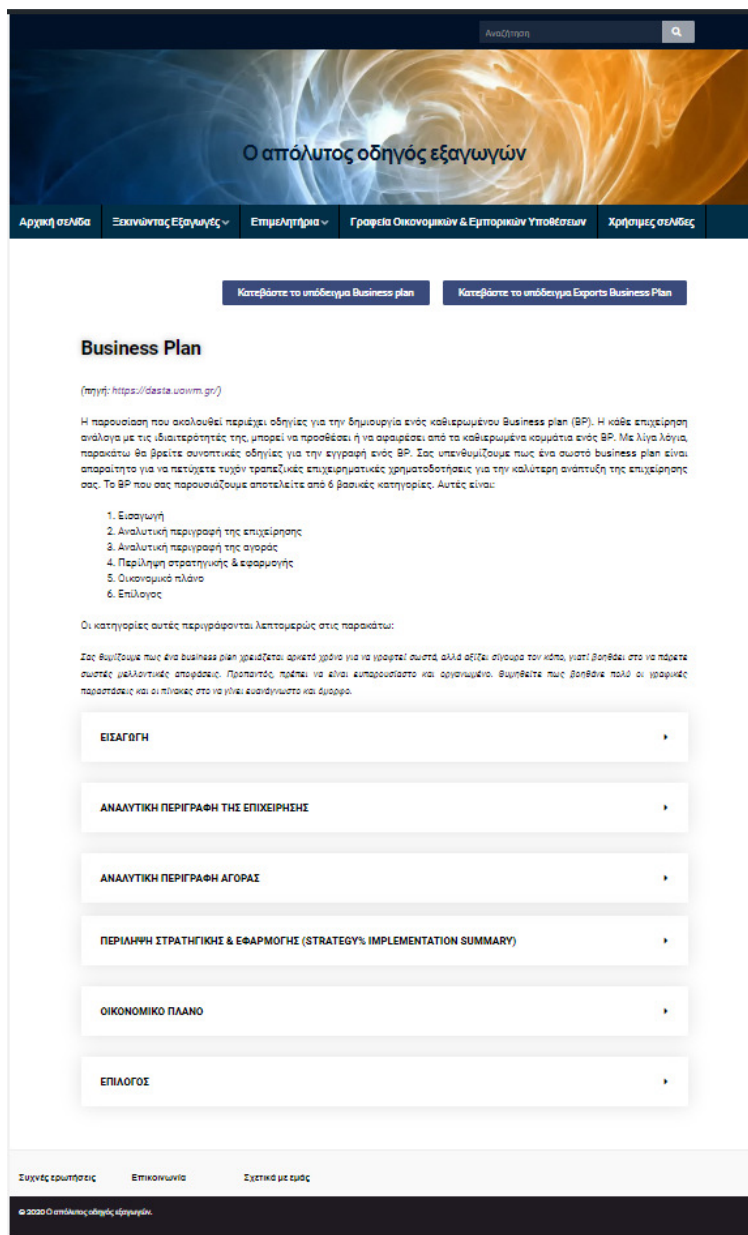 Αναζήτηση
Ο απόλυτος οδηγός εξαγωγών
Αρχική σελίδα Ξεκινώντας Εξαγωγές Επιμελητήρια Γραφεία Οικονομικών & Εμπορικών Υποθέσεων Χρήσιμες σελίδες
Κατεβάστε το υπόδειγμα Business plan Κατεβάστε το υπόδειγμα Exports Business Plan
Business Plan
(πηγή: https://dasta.uowm.gr/)
Η παρουσίαση που ακολουθεί περιέχει οδηγίες για την δημιουργία ενός καθιερωμένου Business plan (BP). Η κάθε επιχείρηση
ανάλογα με τις ιδιαιτερότητές της, μπορεί να προσθέσει ή να αφαιρέσει από τα καθιερωμένα κομμάτια ενός BP. Με λίγα λόγια,
παρακάτω θα βρείτε συνοπτικές οδηγίες για την εγγραφή ενός BP. Σας υπενθυμίζουμε πως ένα σωστό business plan είναι
απαραίτητο για να πετύχετε τυχόν τραπεζικές επιχειρηματικές χρηματοδοτήσεις για την καλύτερη ανάπτυξη της επιχείρησης
σας. Το BP που σας παρουσιάζουμε αποτελείτε από 6 βασικές κατηγορίες. Αυτές είναι:
1. Εισαγωγή
2. Αναλυτική περιγραφή της επιχείρησης
3. Αναλυτική περιγραφή της αγοράς
4. Περίληψη στρατηγικής & εφαρμογής
5. Οικονομικό πλάνο
6. Επίλογος
Οι κατηγορίες αυτές περιγράφονται λεπτομερώς στις παρακάτω:
Σας θυμίζουμε πως ένα business plan χρειάζεται αρκετό χρόνο για να γραφτεί σωστά, αλλά αξίζει σίγουρα τον κόπο, γιατί βοηθάει στο να πάρετε
σωστές μελλοντικές αποφάσεις. Προπαντός, πρέπει να είναι ευπαρουσίαστο και οργανωμένο. Θυμηθείτε πως βοηθάνε πολύ οι γραφικές
παραστάσεις και οι πίνακες στο να γίνει ευανάγνωστο και όμορφο.
ΕΙΣΑΓΩΓΗ
ΑΝΑΛΥΤΙΚΗ ΠΕΡΙΓΡΑΦΗ ΤΗΣ ΕΠΙΧΕΙΡΗΣΗΣ
ΑΝΑΛΥΤΙΚΗ ΠΕΡΙΓΡΑΦΗ ΑΓΟΡΑΣ
ΠΕΡΙΛΗΨΗ ΣΤΡΑΤΗΓΙΚΗΣ & ΕΦΑΡΜΟΓΗΣ (STRATEGY% IMPLEMENTATION SUMMARY)
ΟΙΚΟΝΟΜΙΚΟ ΠΛΑΝΟ
ΕΠΙΛΟΓΟΣ
Συχνές ερωτήσεις Επικοινωνία Σχετικά με εμάς
© 2020 Ο απόλυτος οδηγός εξαγωγών.